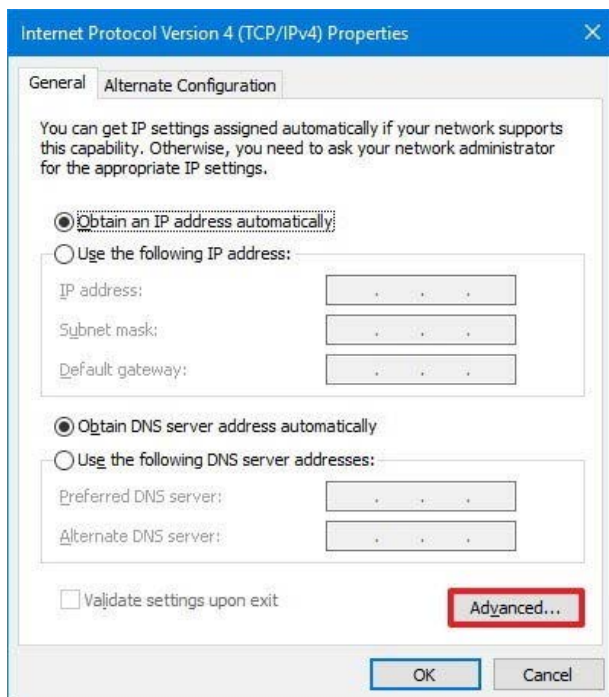 Internet Protocol Version 4 (TCP/IPv4) Properties
General
Alternate Configuration
You can get IP settings assigned automatically if your network supports
this capability. Otherwise, you need to ask your network administrator
for the appropriate IP settings.
Obtain an IP address automatically
Use the following IP address:
IP address:
Subnet mask:
Default gateway:
Obtain DNS server address automatically
Use the following DNS server addresses:
Preferred DNS server:
Alternate DNS server:
Validate settings upon exit
Advanced...
OK
Cancel